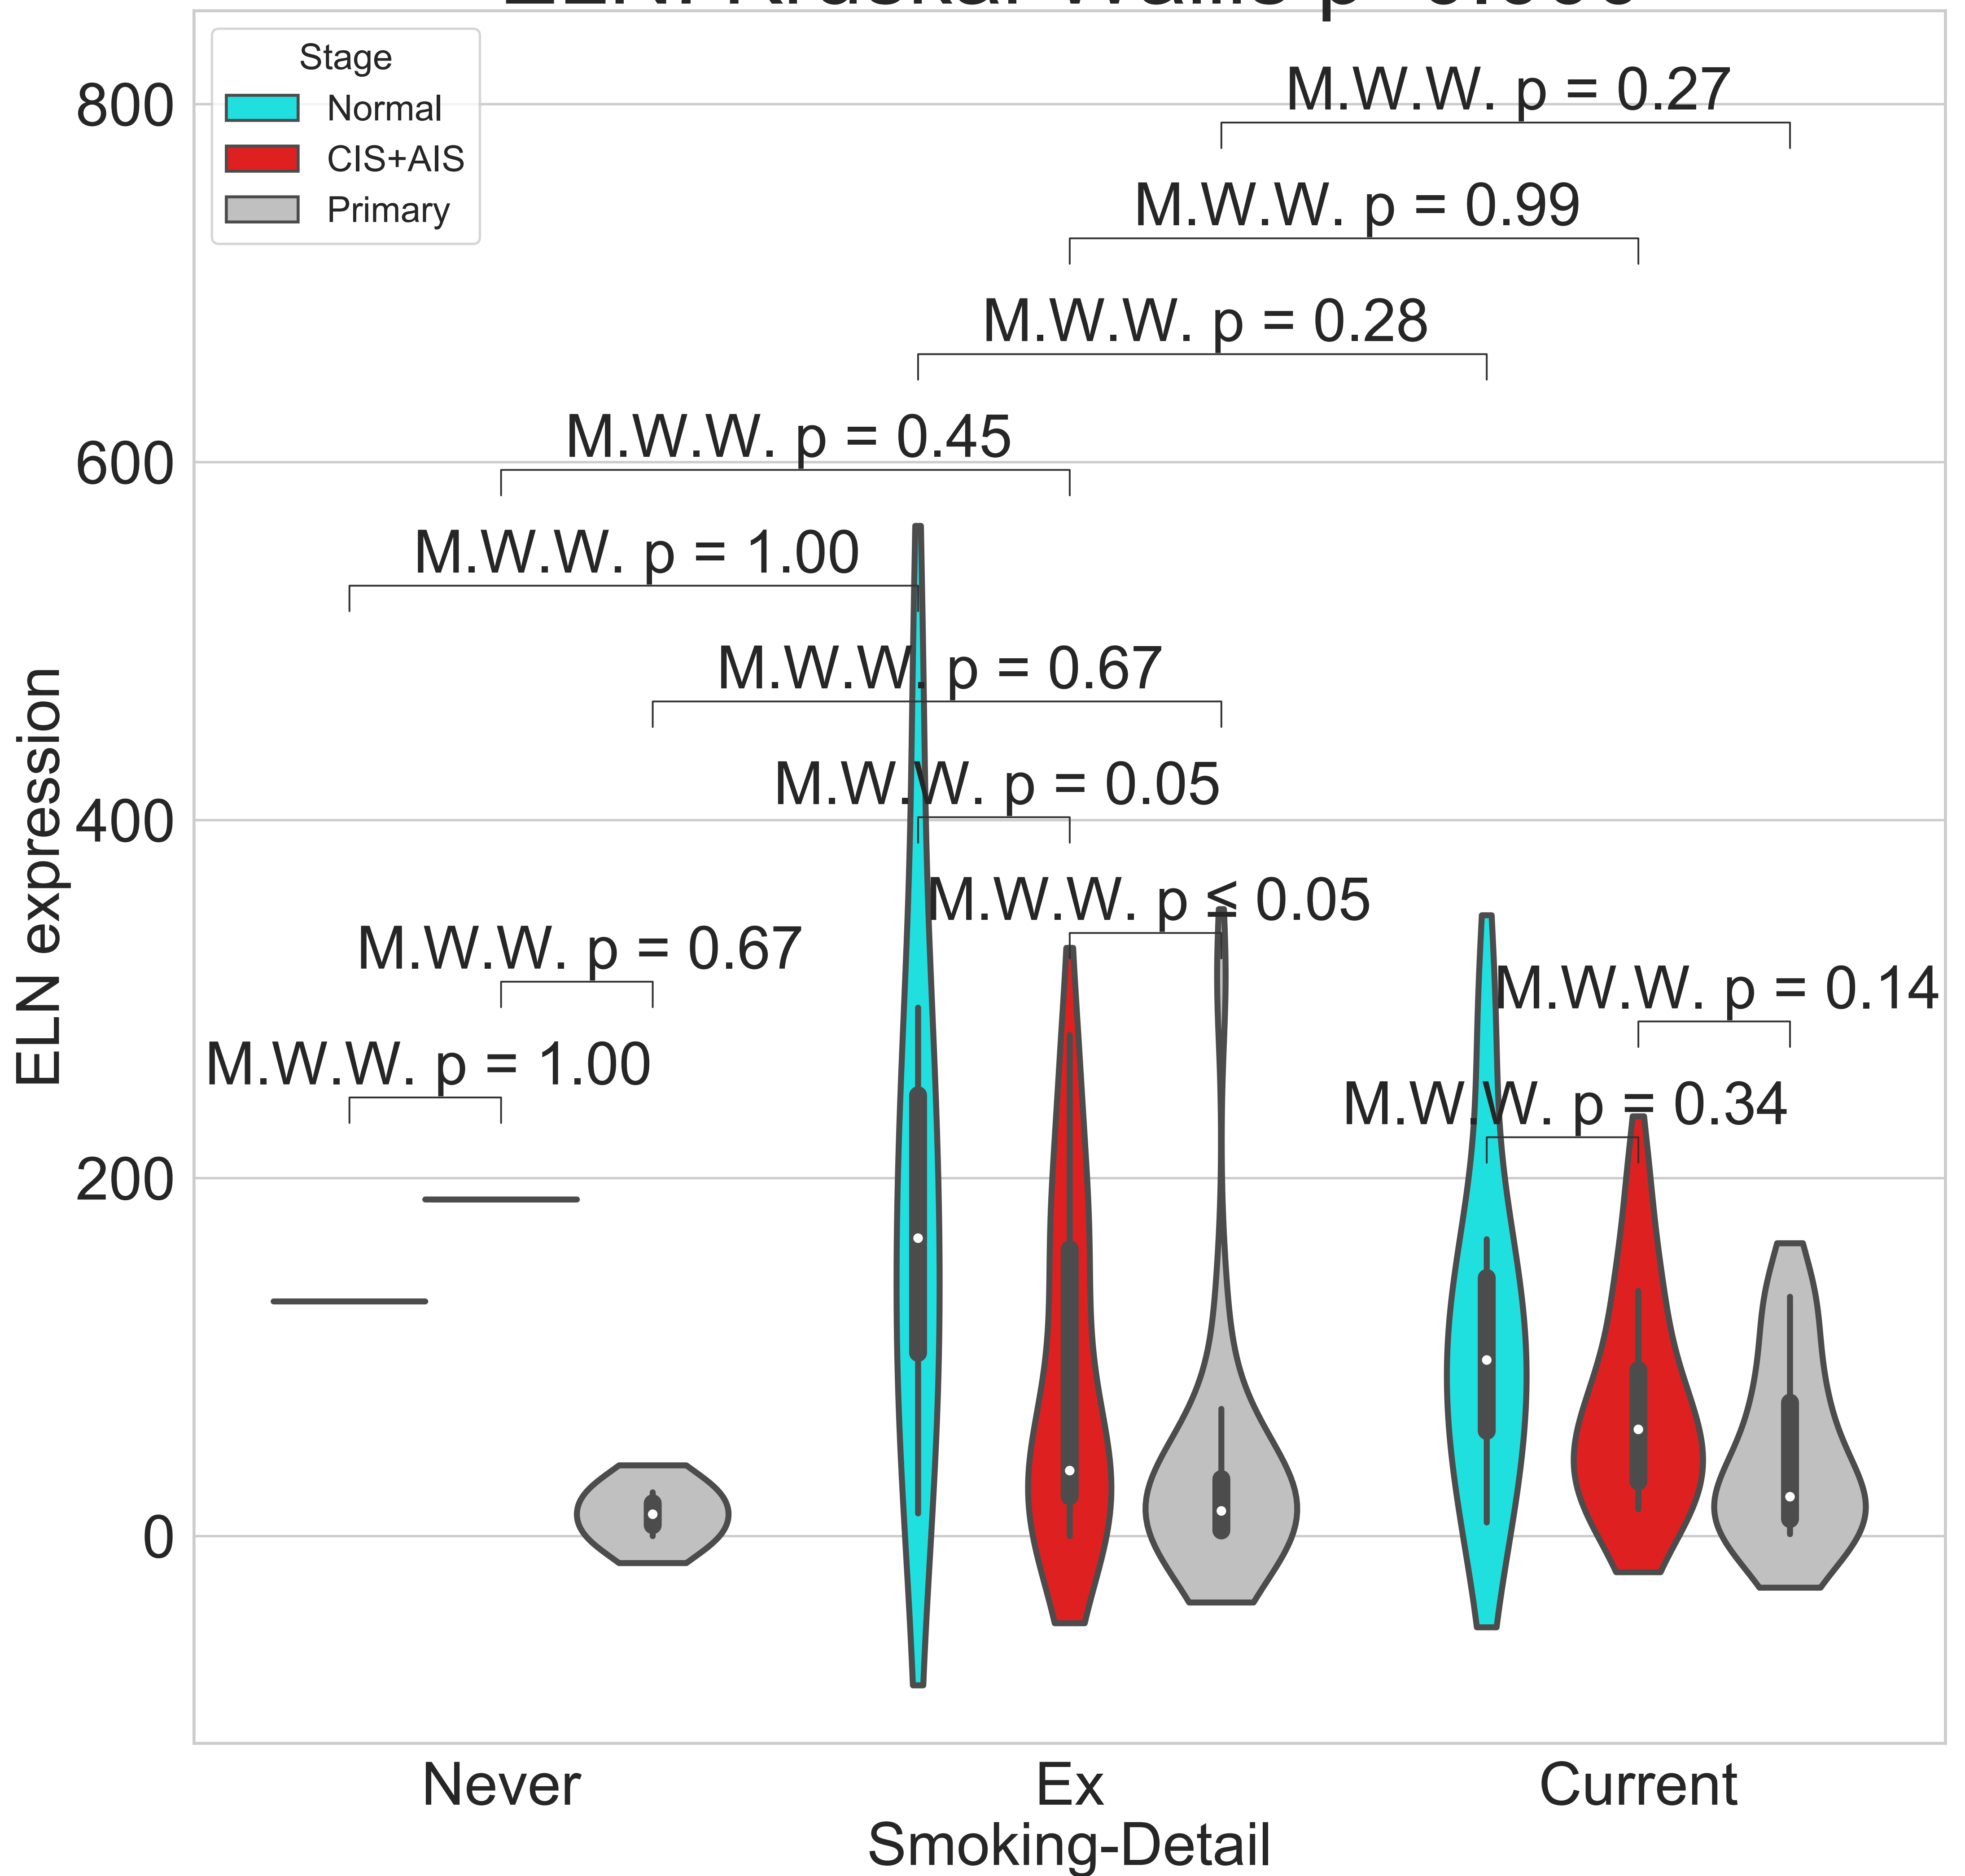 Stage
Normal
CIS+AIS
Primary
800
600
400
200
0
ELN expression
M.W.W. p = 0.27
M.W.W. p = 0.99
M.W.W. p = 0.28
M.W.W. p = 0.45
M.W.W. p = 1.00
M.W.W. p = 0.67
M.W.W. p = 0.05
M.W.W. p ≤ 0.05
M.W.W. p = 0.67
M.W.W. p = 0.14
M.W.W. p = 1.00
M.W.W. p = 0.34
Never
Ex
Current
Smoking-Detail